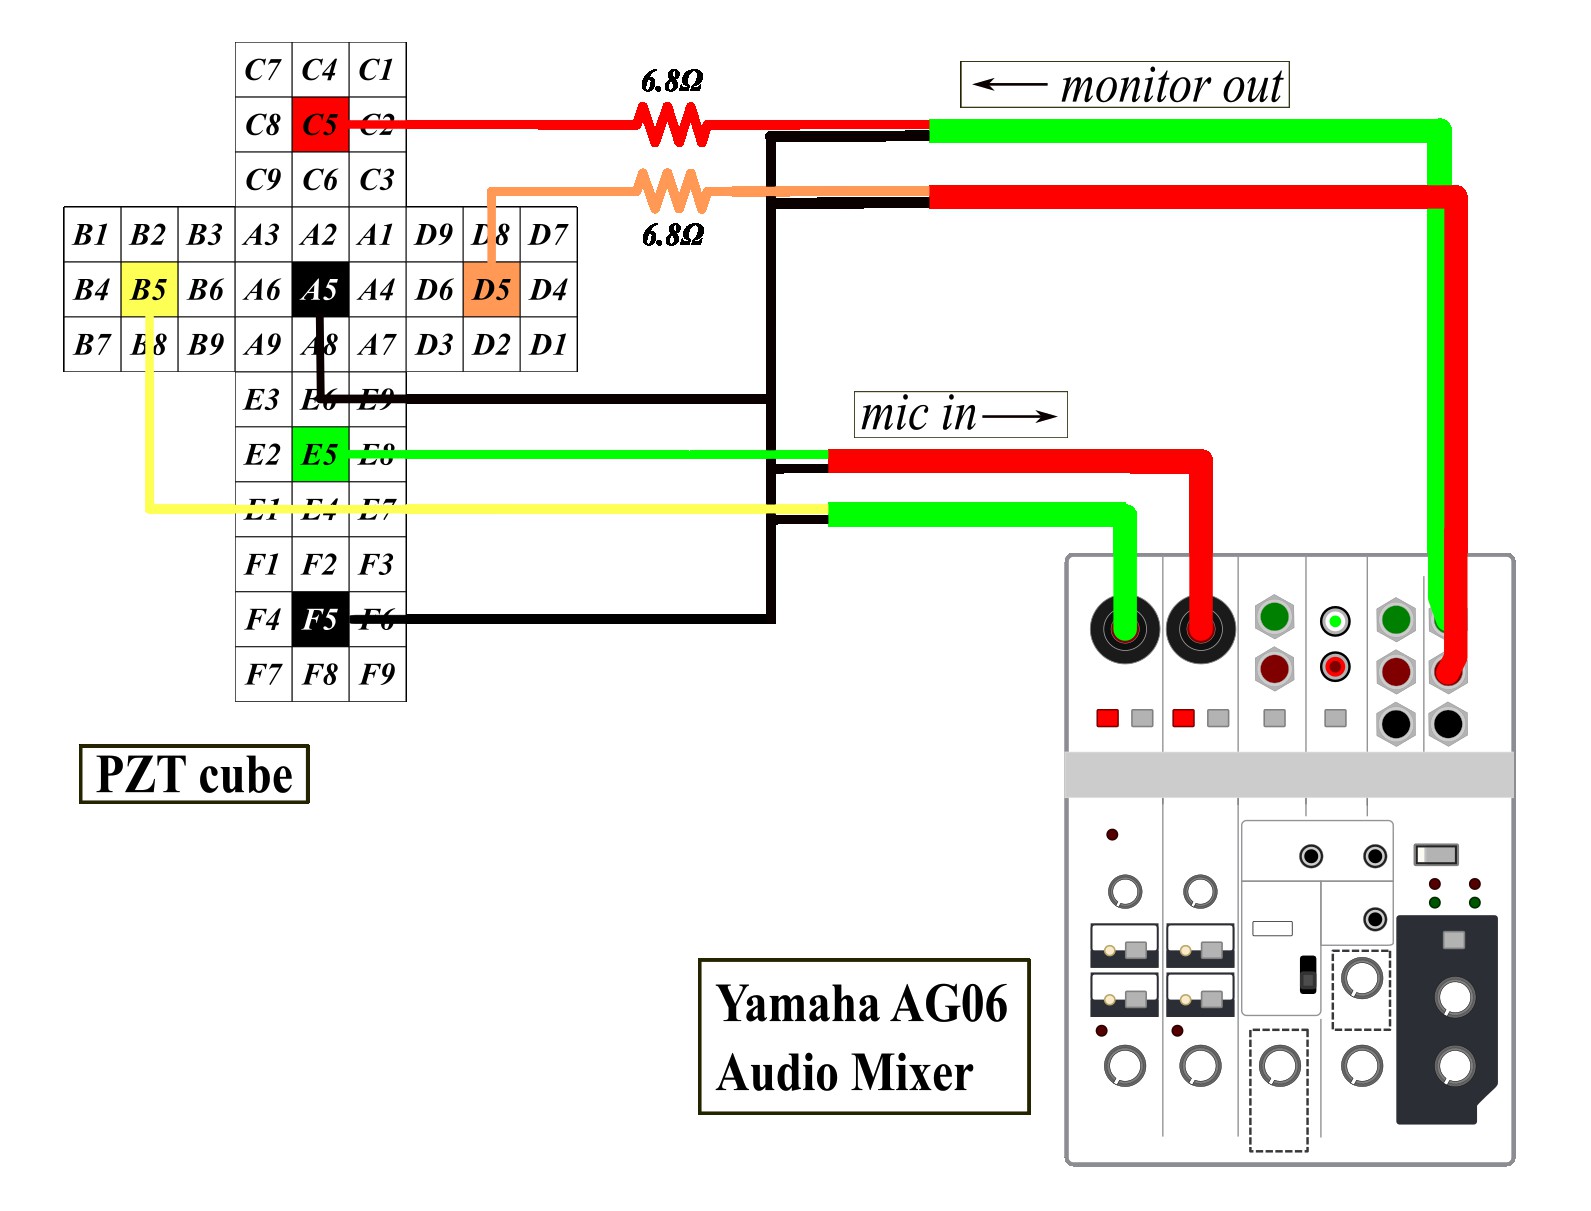 C7 C4 C1
6.8Ω
← monitor out
C8 C5 C2
C9 C6 C3
B1 B2 B3 A3 A2 A1 D9 D8 D7
6.8Ω
B4 B5 B6 A6 A5 A4 D6 D5 D4
B7 B8 B9 A9 A8 A7 D3 D2 D1
E3 E6 E9
mic in →
E2 E5 E8
E1 E4 E7
F1 F2 F3
F4 F5 F6
F7 F8 F9
PZT cube
Yamaha AG06
Audio Mixer